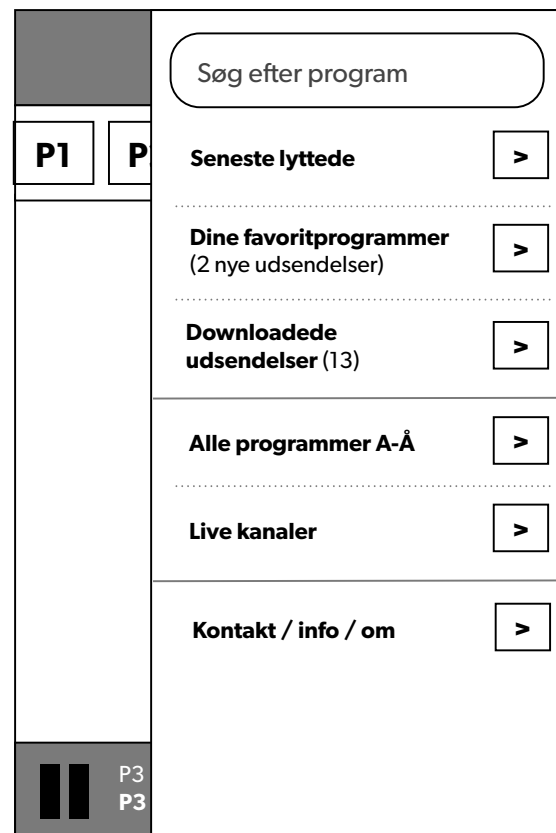 Søg efter program
P1
P
Seneste lyttede >
Dine favoritprogrammer >
(2 nye udsendelser)
Downloadede
udsendelser (13) >
Alle programmer A-Å >
Live kanaler >
Kontakt / info / om >
P3
P3